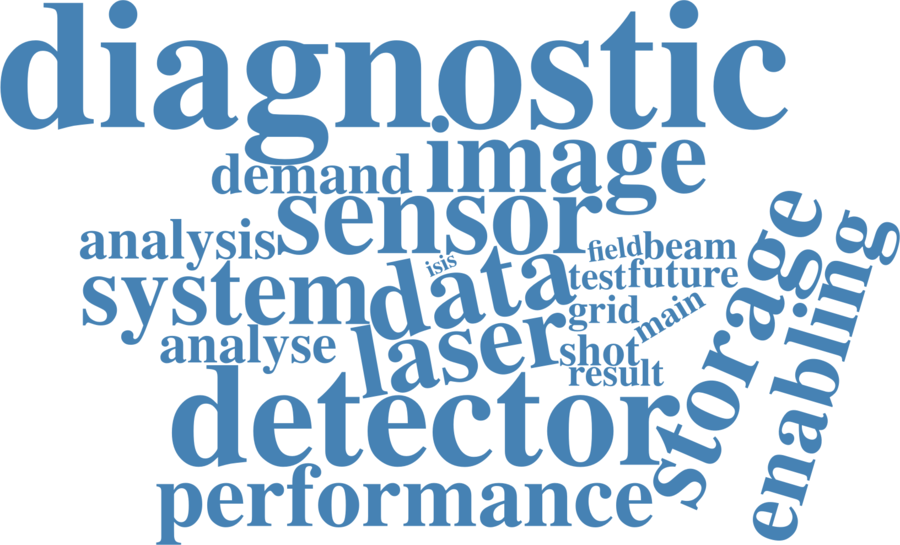 diagnostic
demand image
sensor
analysis
isis
field beam
system data test future
grid main
analyse laser shot
result
detector
storage
enabling
performance